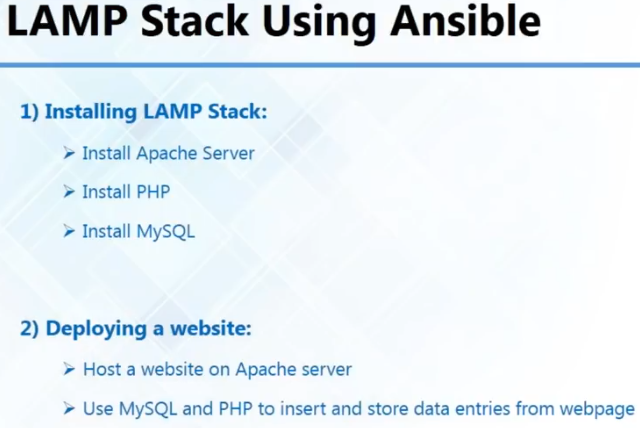 LAMP Stack Using Ansible
1) Installing LAMP Stack:
➢ Install Apache Server
➢ Install PHP
➢ Install MySQL
2) Deploying a website:
➢ Host a website on Apache server
➢ Use MySQL and PHP to insert and store data entries from webpage